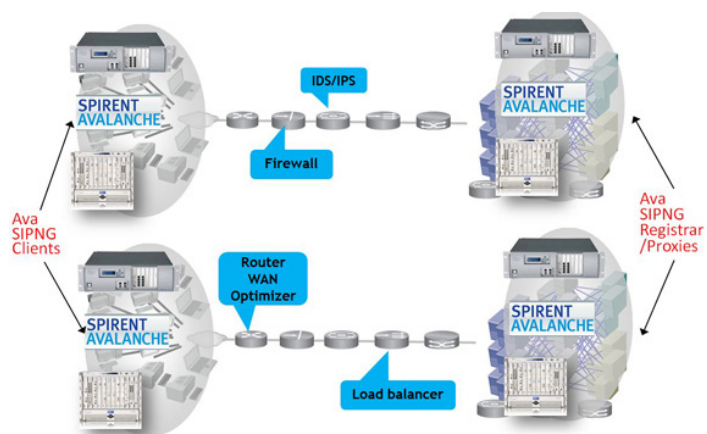 IDS/IPS
SPIRENT
AVALANCHE
SPIRENT
AVALANCHE
Firewall
Ava
SIPNG
Clients
Ava
SIPNG
Registrar
/Proxies
Router
WAN
Optimizer
SPIRENT
AVALANCHE
SPIRENT
AVALANCHE
Load balancer